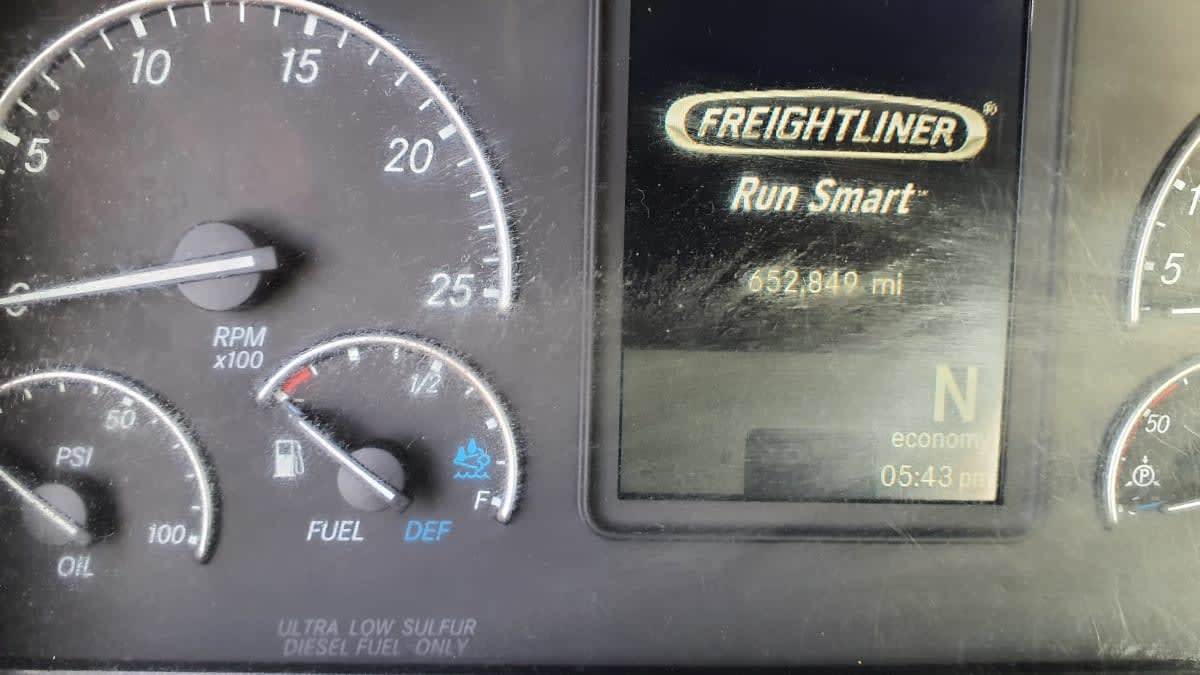 5
10
15
20
25
RPM
x100
50
PSI
100
OIL
1/2
F
FUEL DEF
ULTRA LOW SULFUR
DIESEL FUEL ONLY
FREIGHTLINER®
Run Smart
652,849 mi
N
economy
05:43 pm
5
50
P